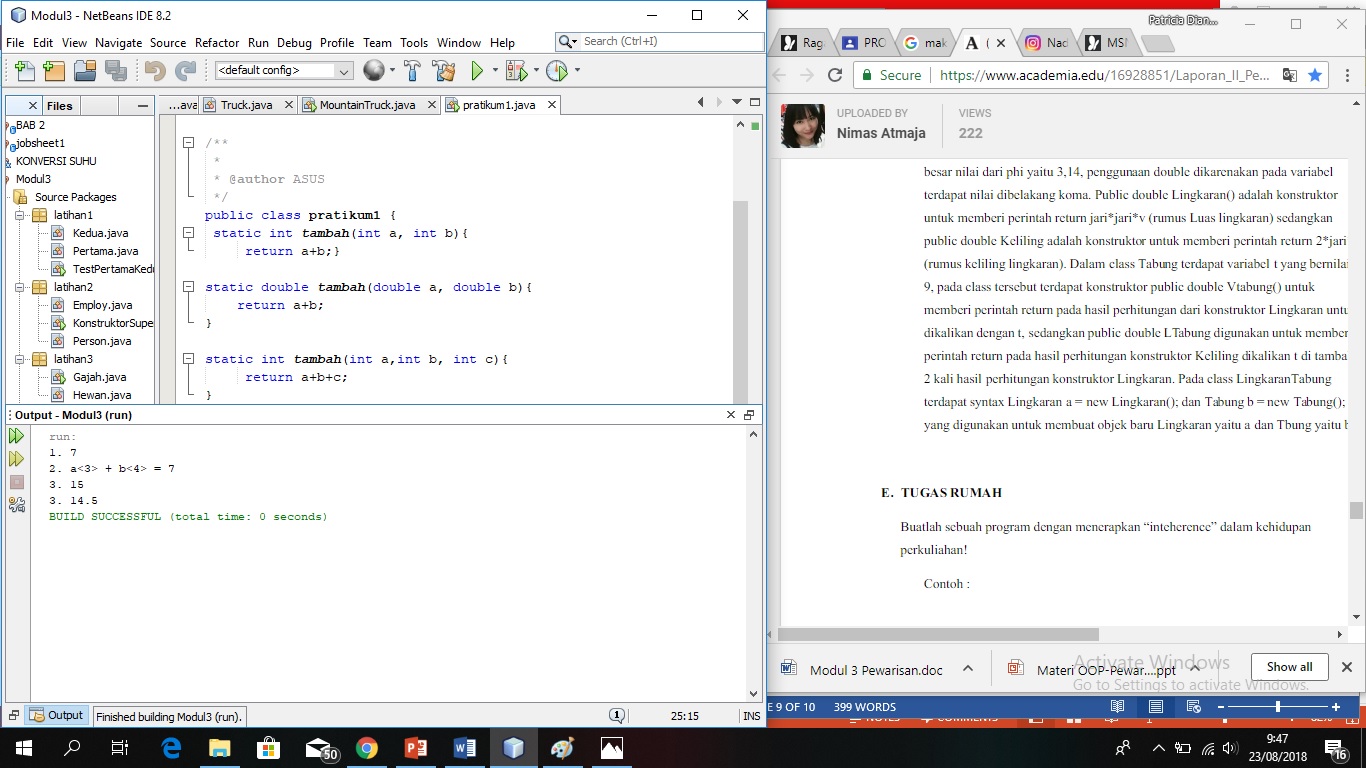 Modul3 - NetBeans IDE 8.2
File Edit View Navigate Source Refactor Run Debug Profile Team Tools Window Help
Search (Ctrl+I)
<default config>
Files
...ava Truck.java MountainTruck.java pratikum1.java
BAB 2
jobsheet1
KONVERSI SUHU
Modul3
Source Packages
latihan1
Kedua.java
Pertama.java
TestPertamaKedu
latihan2
Employ.java
KonstruktorSupe
Person.java
latihan3
Gajah.java
Hewan.java
/**
*
* @author ASUS
*/
public class pratikum1 {
static int tambah(int a, int b){
return a+b;}
static double tambah(double a, double b){
return a+b;
}
static int tambah(int a,int b, int c){
return a+b+c;
}
Output - Modul3 (run)
run:
1. 7
2. a<3> + b<4> = 7
3. 15
3. 14.5
BUILD SUCCESSFUL (total time: 0 seconds)
Output
Finished building Modul3 (run).
1
25:15
INS
Patricia Dian...
Rag PRC mak ( Nad MSN
Secure https://www.academia.edu/16928851/Laporan_II_Pe...
UPLOADED BY
Nimas Atmaja
VIEWS
222
besar nilai dari phi yaitu 3,14, penggunaan double dikarenakan pada variabel
terdapat nilai dibelakang koma. Public double Lingkaran() adalah konstruktor
untuk memberi perintah return jari*jari*v (rumus Luas lingkaran) sedangkan
public double Keliling adalah konstruktor untuk memberi perintah return 2*jari
(rumus keliling lingkaran). Dalam class Tabung terdapat variabel t yang bernilai
9, pada class tersebut terdapat konstruktor public double Vtabung() untuk
memberi perintah return pada hasil perhitungan dari konstruktor Lingkaran untu
dikalikan dengan t, sedangkan public double LTabung digunakan untuk member
perintah return pada hasil perhitungan konstruktor Keliling dikalikan t di tamba
2 kali hasil perhitungan konstruktor Lingkaran. Pada class LingkaranTabung
terdapat syntax Lingkaran a = new Lingkaran(); dan Tabung b = new Tabung();
yang digunakan untuk membuat objek baru Lingkaran yaitu a dan Tbung yaitu b
E. TUGAS RUMAH
Buatlah sebuah program dengan menerapkan “inteherence” dalam kehidupan
perkuliahan!
Contoh :
Modul 3 Pewarisan.doc
Materi OOP-Pewar....ppt
Show all
Activate Windows
Go to Settings to activate Windows.
E 9 OF 10 399 WORDS
NOTES COMMENTS
50
9:47
23/08/2018
16